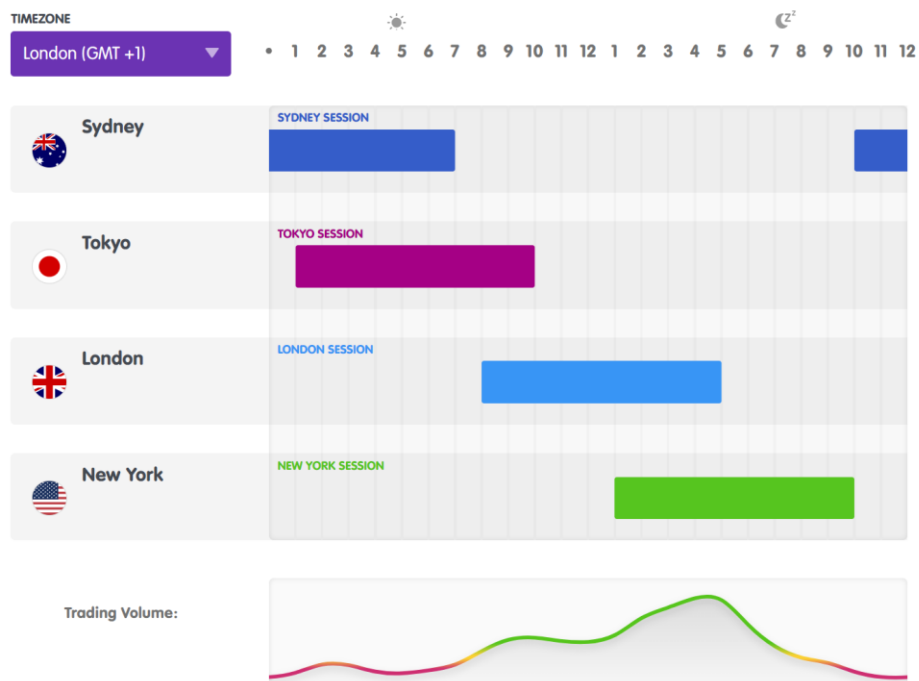 TIMEZONE
London (GMT +1)
• 1 2 3 4 5 6 7 8 9 10 11 12 1 2 3 4 5 6 7 8 9 10 11 12
Sydney
SYDNEY SESSION
Tokyo
TOKYO SESSION
London
LONDON SESSION
New York
NEW YORK SESSION
Trading Volume: